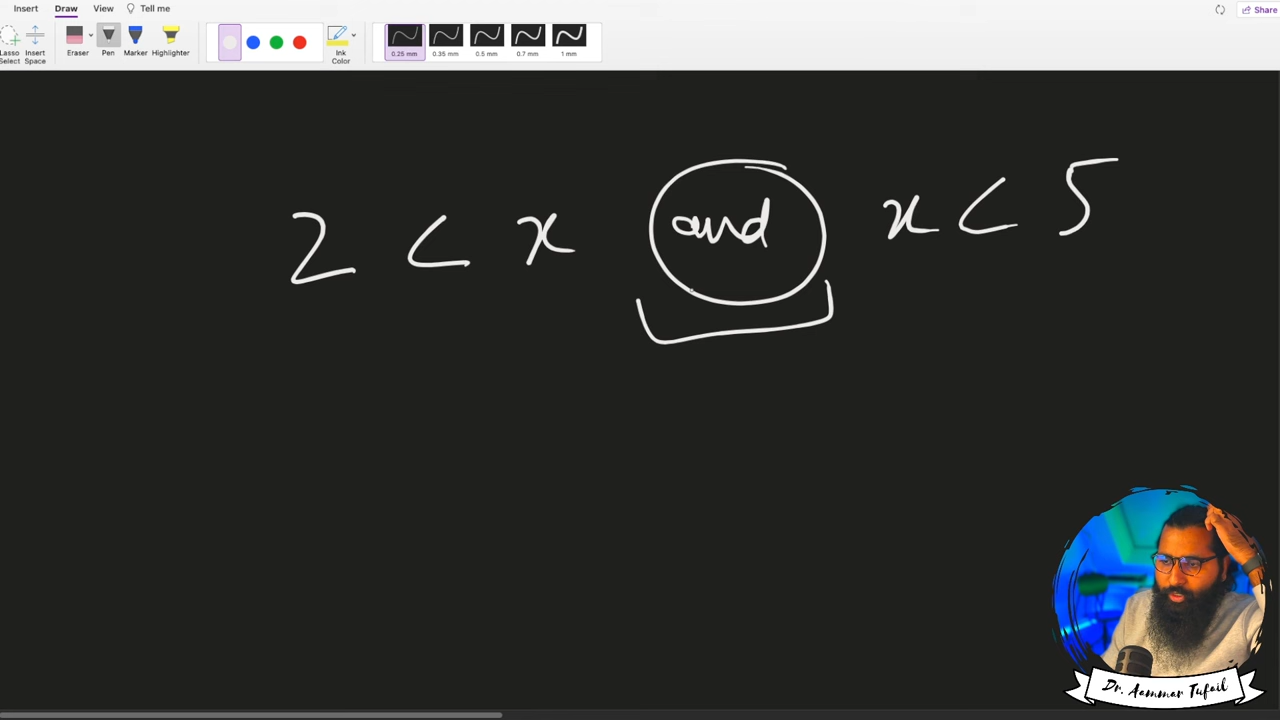 Insert Draw View Tell me Share
Lasso Select Insert Space Eraser Pen Marker Highlighter 0.25 mm 0.35 mm 0.5 mm 0.7 mm 1 mm Ink Color
2 < x and x < 5
Dr. Aammar Tufail